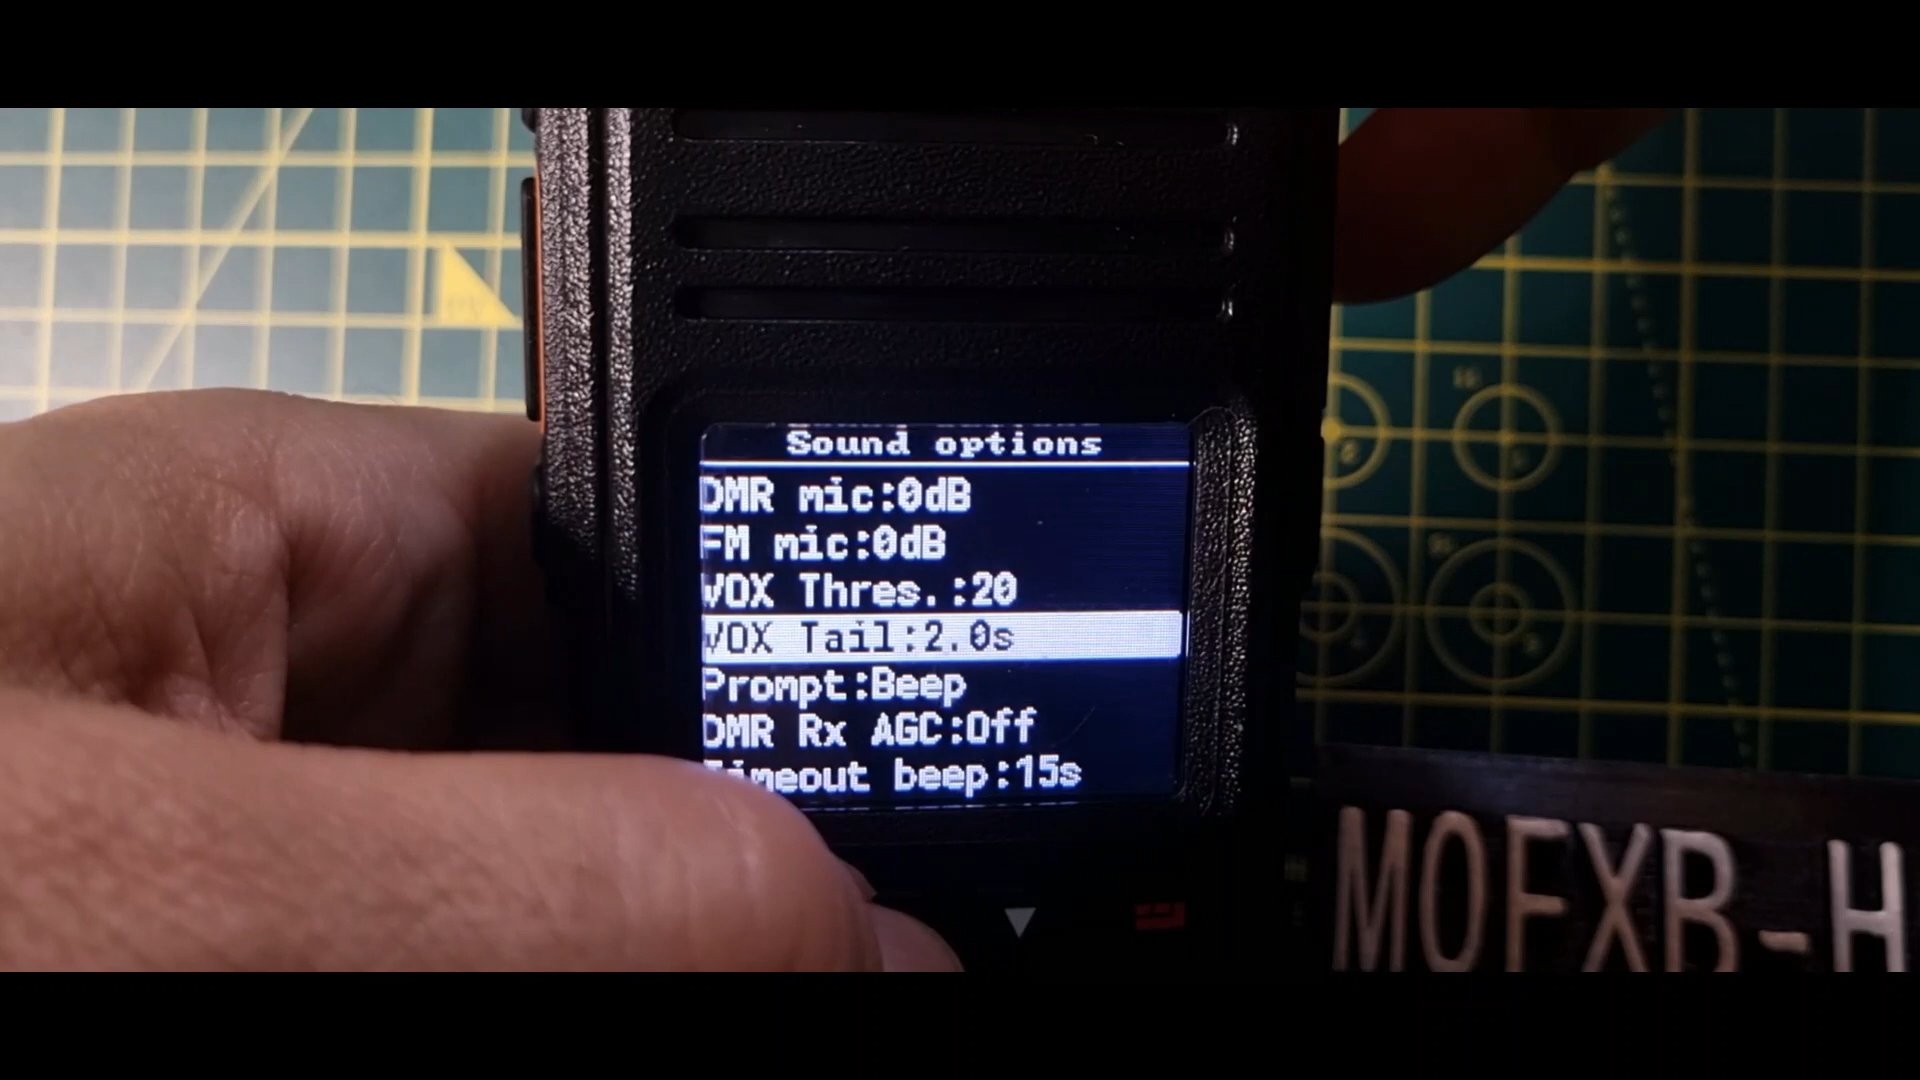 Sound options
DMR mic:0dB
FM mic:0dB
VOX Thres.:20
VOX Tail:2.0s
Prompt:Beep
DMR Rx AGC:Off
Timeout beep:15s
M0FXB-H